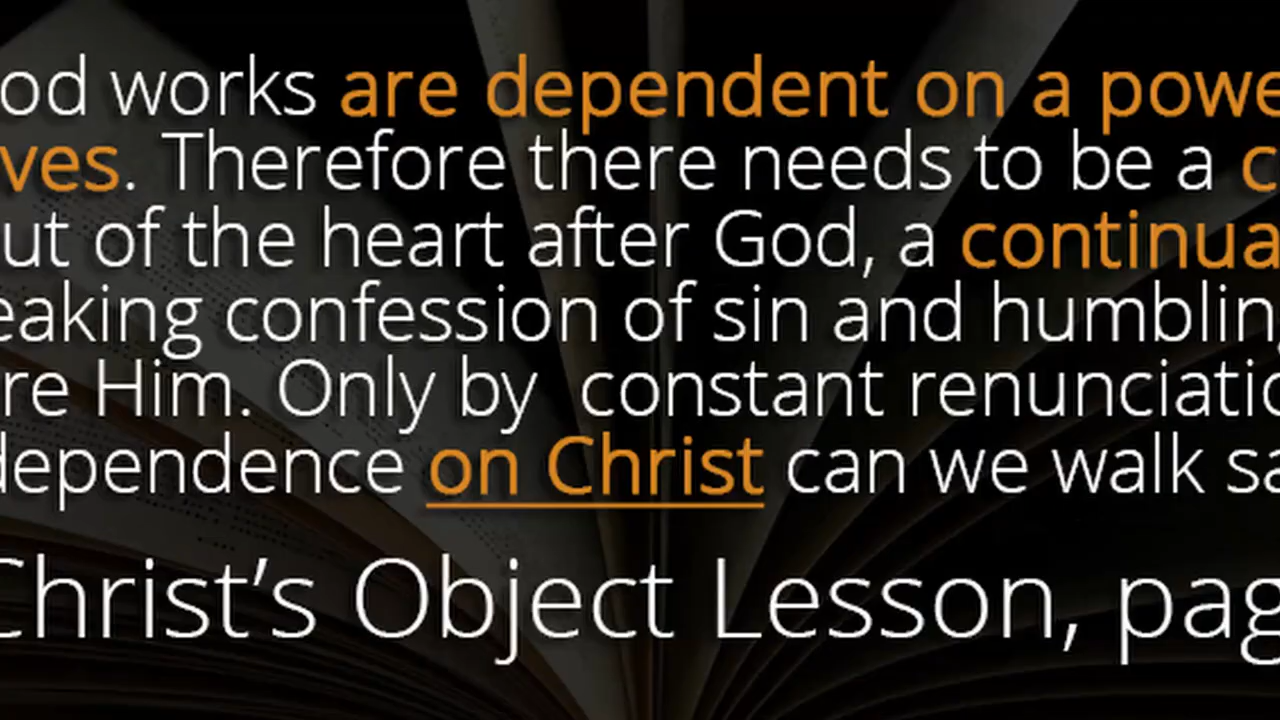 od works are dependent on a powe
ves. Therefore there needs to be a c
ut of the heart after God, a continua
eaking confession of sin and humbling
re Him. Only by constant renunciatio
dependence on Christ can we walk sa
Christ's Object Lesson, pag